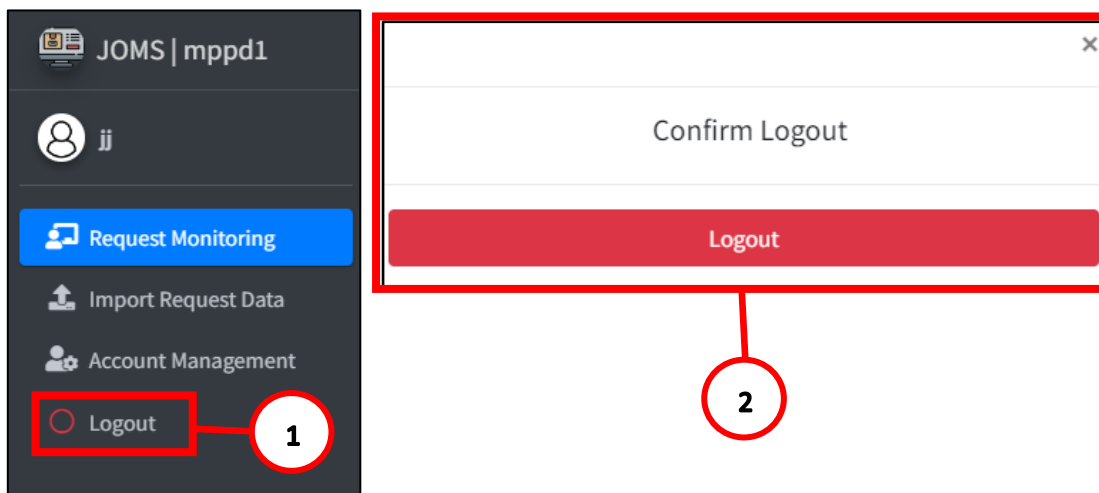 JOMS | mppd1
jj
Request Monitoring
Import Request Data
Account Management
Logout
1
×
Confirm Logout
Logout
2